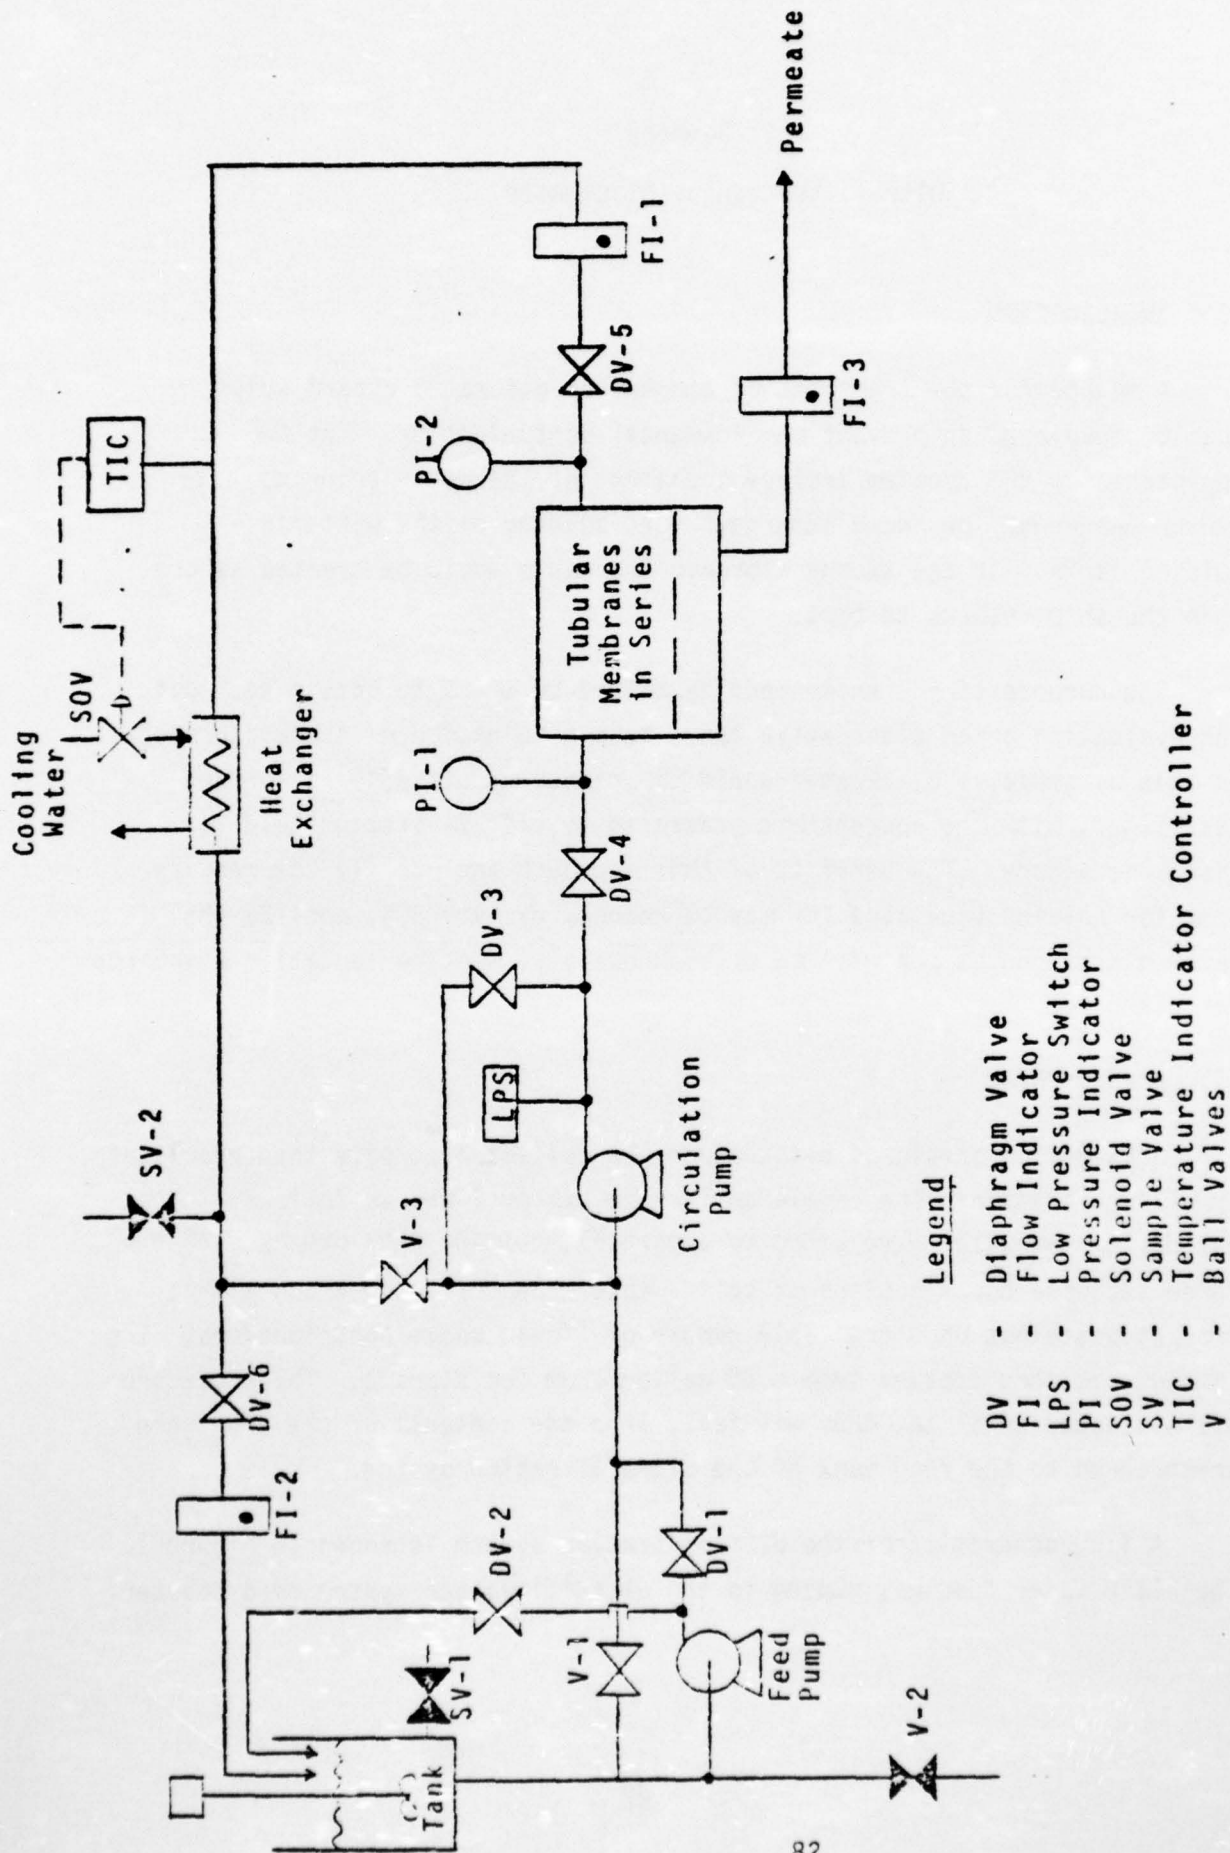 Cooling
Water
SOV
TIC
Heat
Exchanger
SV-2
V-3
DV-6
FI-2
DV-2
SV-1
Tank
V-1
DV-1
Feed
Pump
V-2
LPS
DV-3
Circulation
Pump
DV-4
PI-1
Tubular
Membranes
in Series
PI-2
DV-5
FI-1
FI-3
Permeate
Legend
DV - Diaphragm Valve
FI - Flow Indicator
LPS - Low Pressure Switch
PI - Pressure Indicator
SOV - Solenoid Valve
SV - Sample Valve
TIC - Temperature Indicator Controller
V - Ball Valves